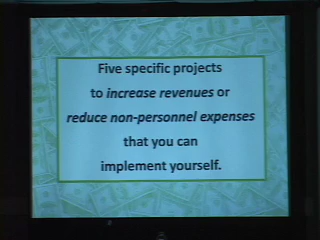 Five specific projects
to increase revenues or
reduce non-personnel expenses
that you can
implement yourself.